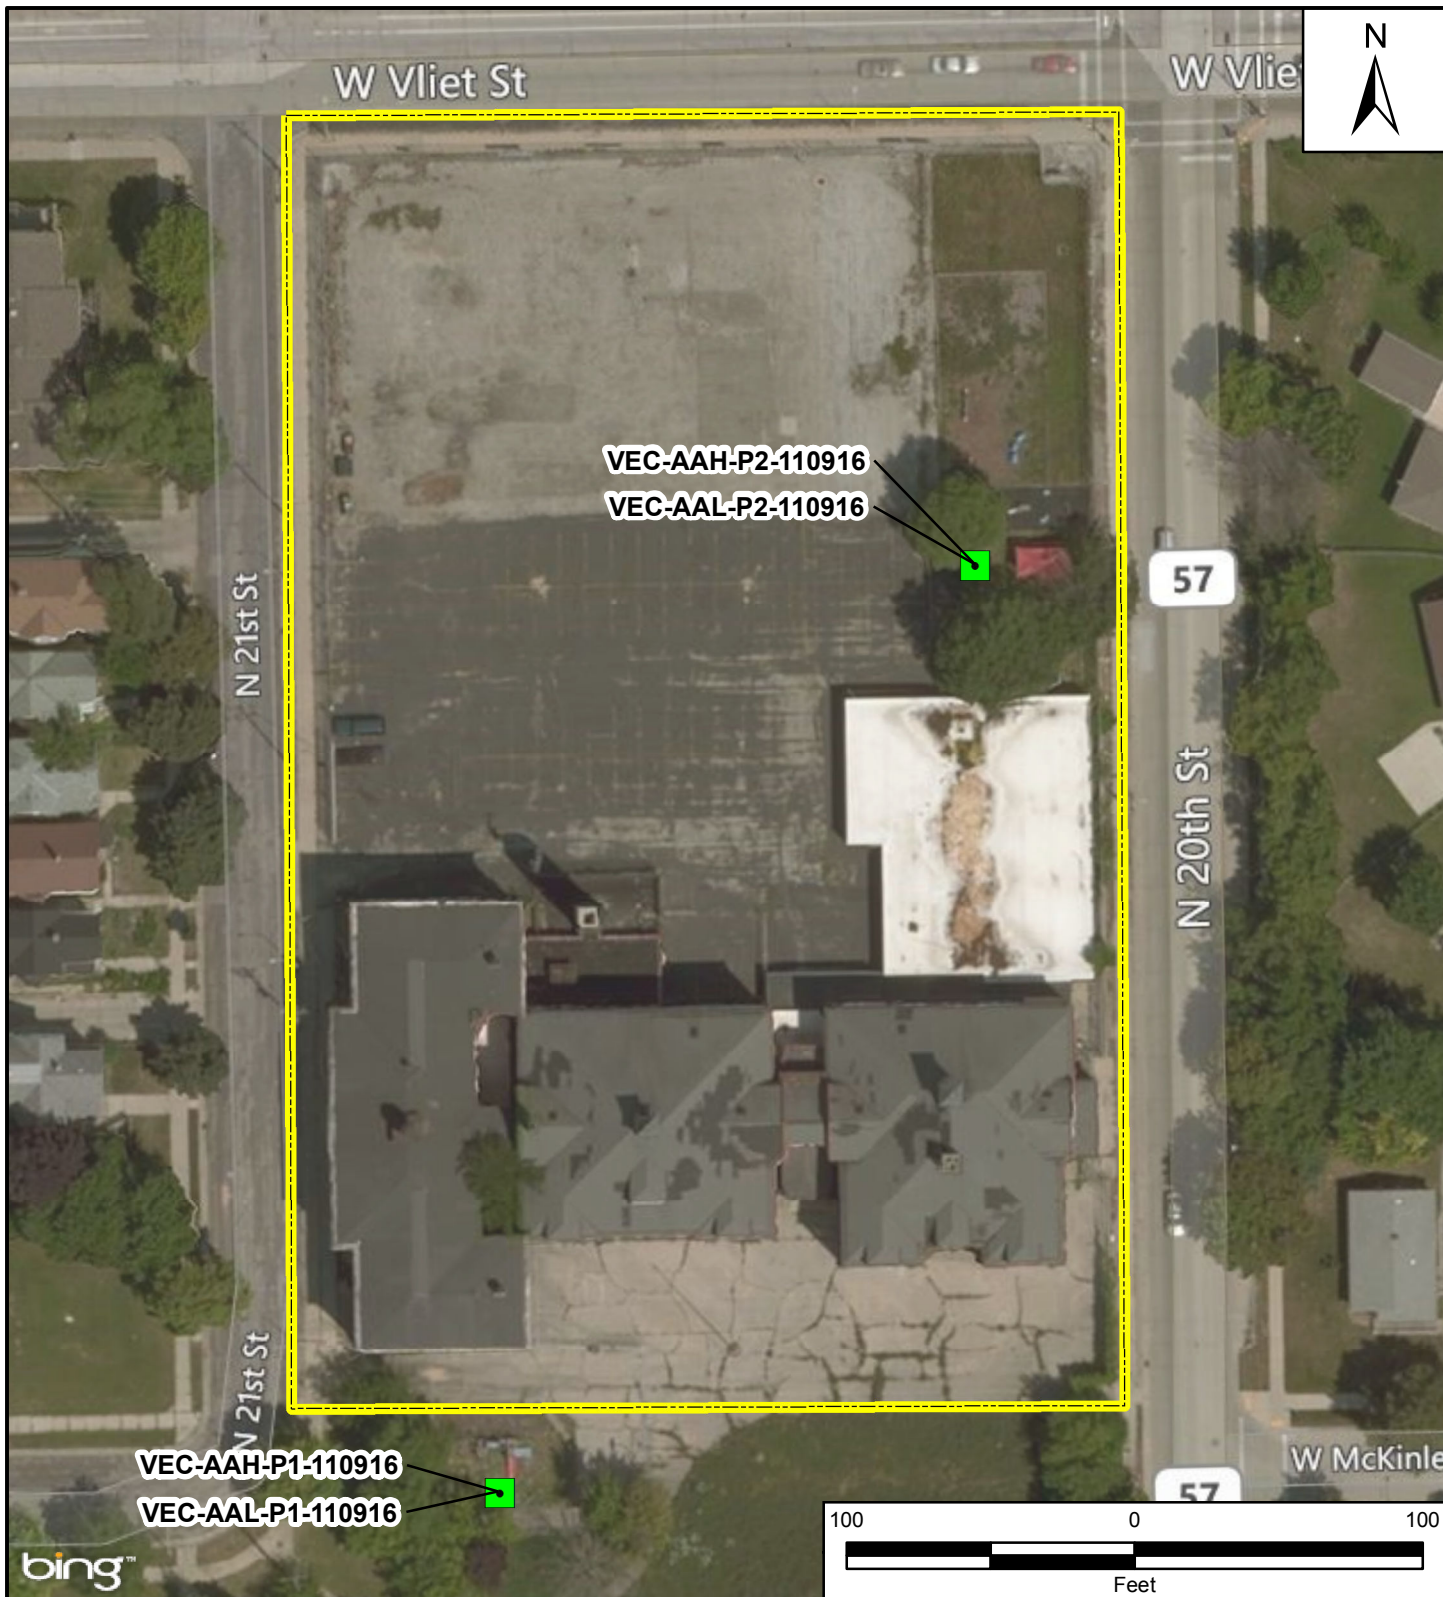 N
W Vliet St
W Vlie
VEC-AAH-P2-110916
VEC-AAL-P2-110916
57
N 21st St
N 20th St
N 21st St
VEC-AAH-P1-110916
VEC-AAL-P1-110916
W McKinle
57
100 0 100
Feet
bing™